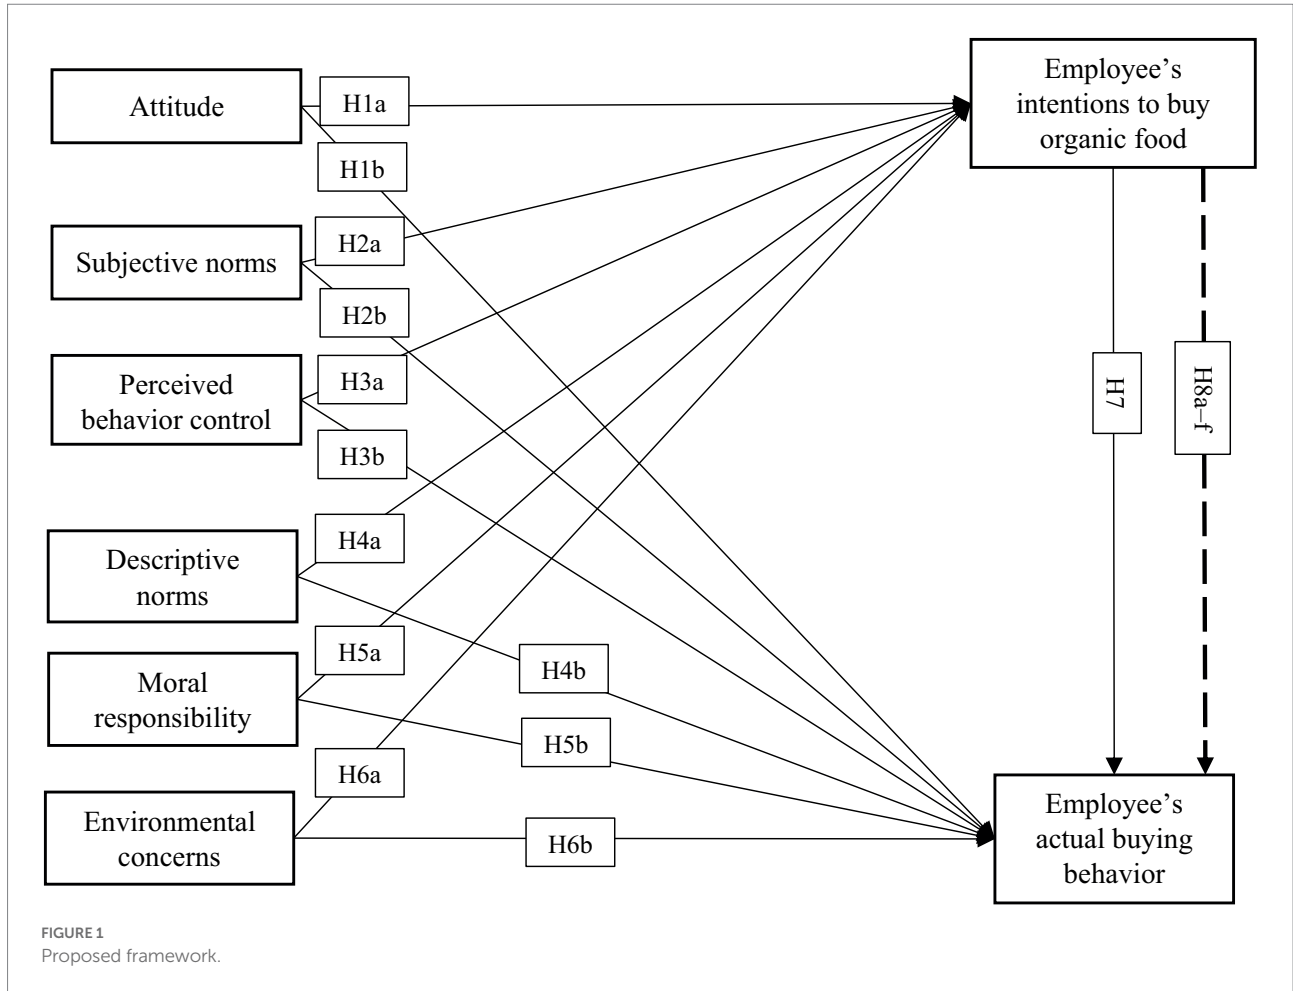 Attitude
H1a
H1b
Subjective norms
H2a
H2b
Perceived
behavior control
H3a
H3b
Descriptive
norms
H4a
H4b
Moral
responsibility
H5a
H5b
Environmental
concerns
H6a
H6b
Employee’s
intentions to buy
organic food
H7
H8a–f
Employee’s
actual buying
behavior
FIGURE 1
Proposed framework.